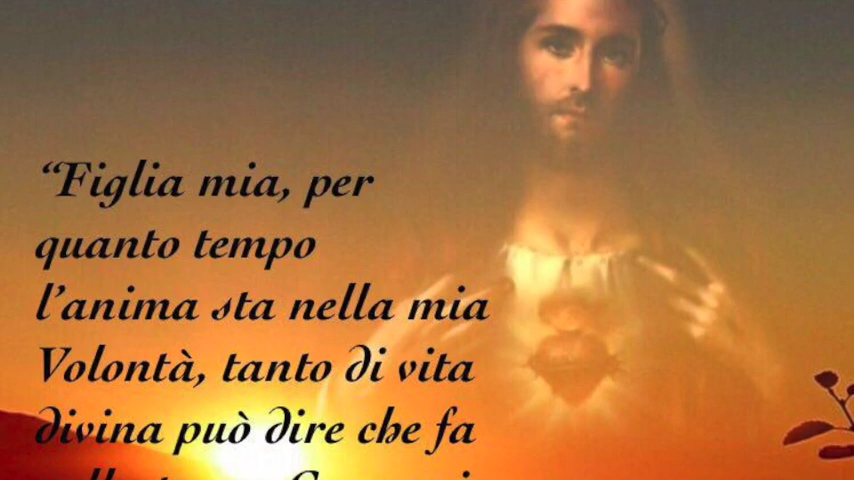 “Figlia mia, per
quanto tempo
l’anima sta nella mia
Volontà, tanto di vita
divina può dire che fa